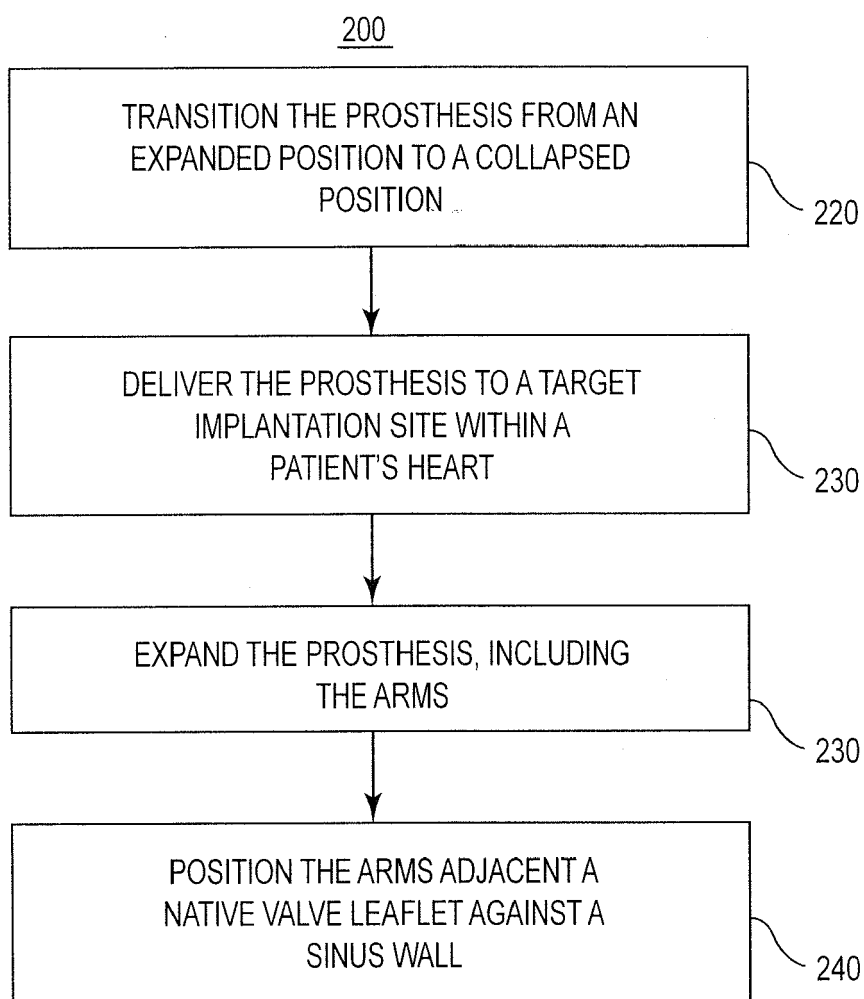 200
TRANSITION THE PROSTHESIS FROM AN
EXPANDED POSITION TO A COLLAPSED
POSITION
220
DELIVER THE PROSTHESIS TO A TARGET
IMPLANTATION SITE WITHIN A
PATIENT'S HEART
230
EXPAND THE PROSTHESIS, INCLUDING
THE ARMS
230
POSITION THE ARMS ADJACENT A
NATIVE VALVE LEAFLET AGAINST A
SINUS WALL
240